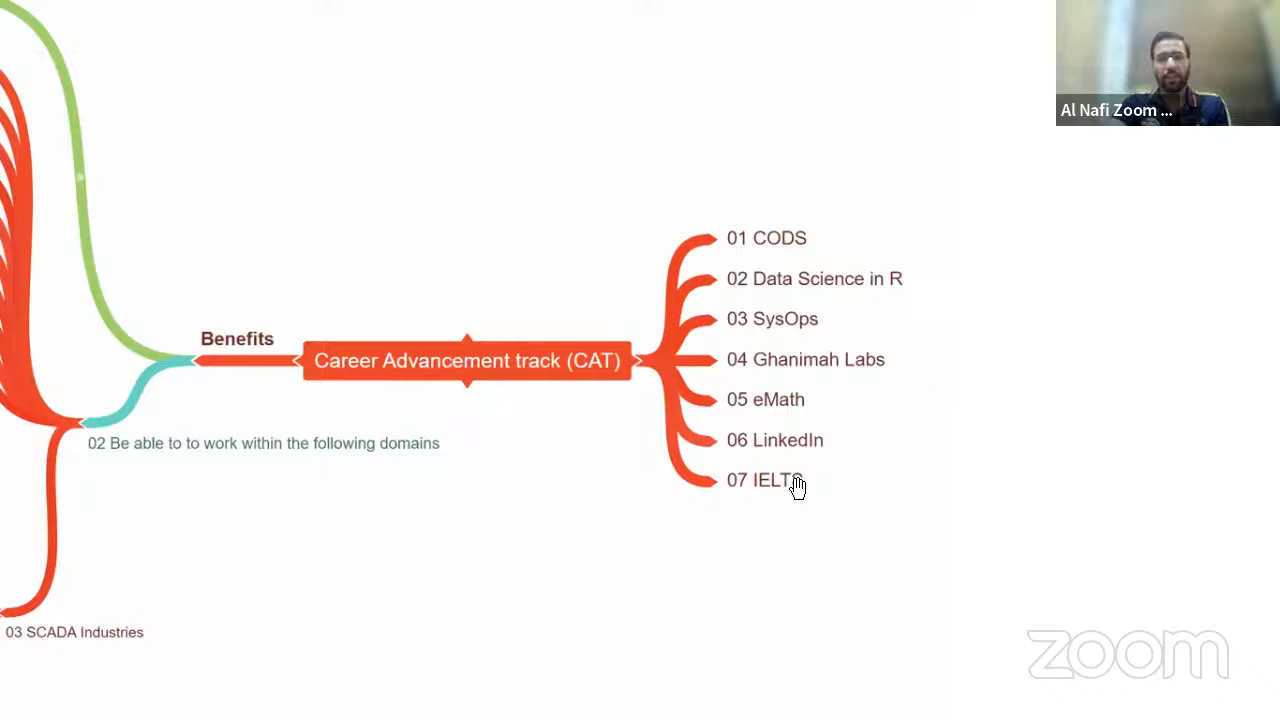 Al Nafi Zoom ...
01 CODS
02 Data Science in R
03 SysOps
Benefits
Career Advancement track (CAT)
04 Ghanimah Labs
05 eMath
02 Be able to to work within the following domains
06 LinkedIn
07 IELTS
03 SCADA Industries
zoom